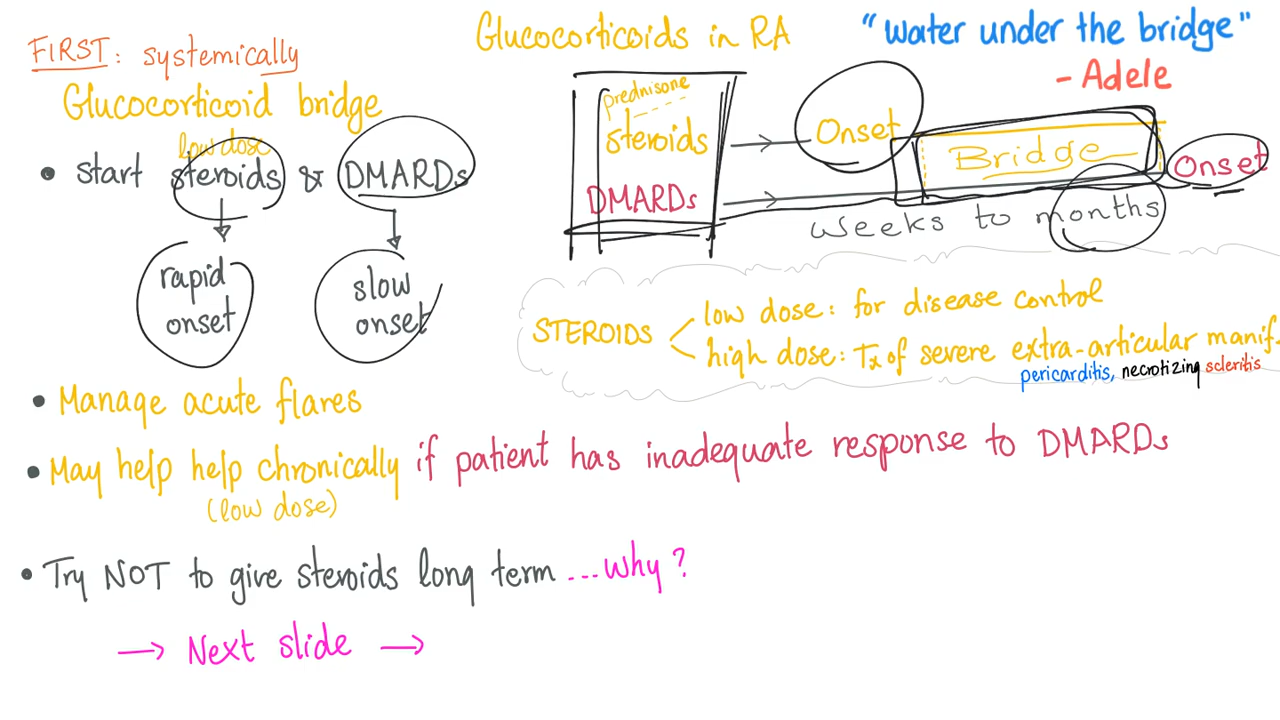 FIRST: systemically
Glucocorticoid bridge
low dose
• start steroids & DMARDs
rapid onset
slow onset
Glucocorticoids in RA
"water under the bridge"
- Adele
prednisone
steroids
DMARDs
Onset
Bridge
Onset
weeks to months
STEROIDS
low dose: for disease control
high dose: Tx of severe extra-articular manif.
pericarditis, necrotizing scleritis
• Manage acute flares
• May help help chronically if patient has inadequate response to DMARDs
(low dose)
• Try NOT to give steroids long term ... why?
→ Next slide →